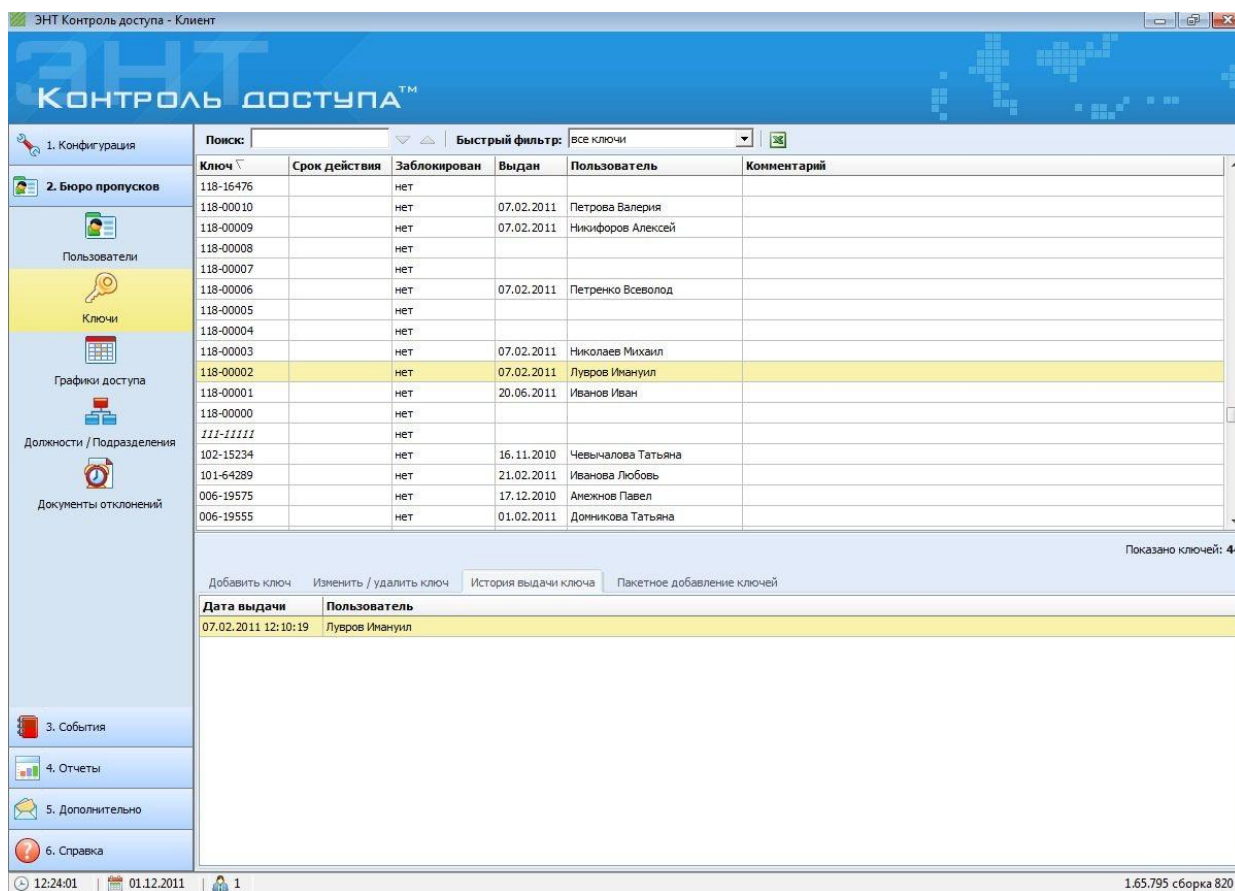 ЭНТ Контроль доступа - Клиент
ЭНТ
КОНТРОЛЬ ДОСТУПА™
1. Конфигурация
2. Бюро пропусков
Пользователи
Ключи
Графики доступа
Должности / Подразделения
Документы отклонений
3. События
4. Отчеты
5. Дополнительно
6. Справка
Поиск: Быстрый фильтр: все ключи
Ключ Срок действия Заблокирован Выдан Пользователь Комментарий
118-16476 нет
118-00010 нет 07.02.2011 Петрова Валерия
118-00009 нет 07.02.2011 Никифоров Алексей
118-00008 нет
118-00007 нет
118-00006 нет 07.02.2011 Петренко Всеволод
118-00005 нет
118-00004 нет
118-00003 нет 07.02.2011 Николаев Михаил
118-00002 нет 07.02.2011 Лувров Имануил
118-00001 нет 20.06.2011 Иванов Иван
118-00000 нет
111-11111 нет
102-15234 нет 16.11.2010 Чевычалова Татьяна
101-64289 нет 21.02.2011 Иванова Любовь
006-19575 нет 17.12.2010 Амежнов Павел
006-19555 нет 01.02.2011 Домникова Татьяна
Показано ключей:
Добавить ключ Изменить / удалить ключ История выдачи ключа Пакетное добавление ключей
Дата выдачи Пользователь
07.02.2011 12:10:19 Лувров Имануил
12:24:01 01.12.2011 1 1.65.795 сборка 820